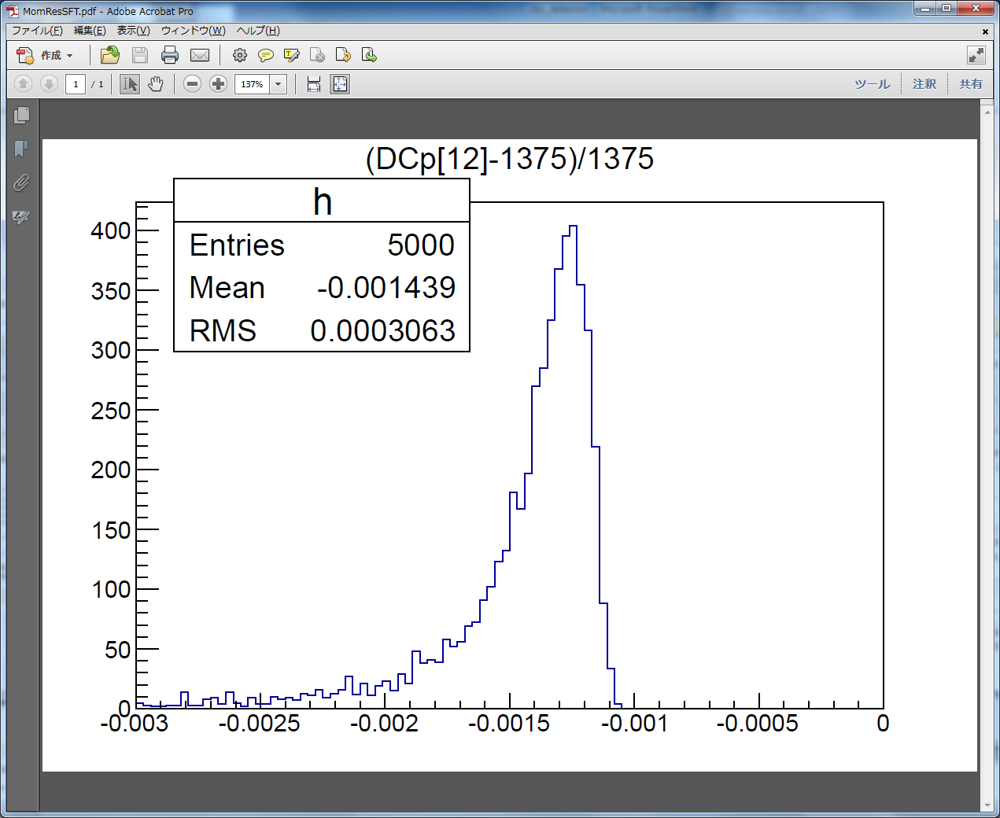 MomResSFT.pdf - Adobe Acrobat Pro
ファイル(F) 編集(E) 表示(V) ウィンドウ(W) ヘルプ(H)
作成
1 / 1 137% ツール 注釈 共有
(DCp[12]-1375)/1375
h
Entries 5000
Mean -0.001439
RMS 0.0003063
400
350
300
250
200
150
100
50
0
-0.003 -0.0025 -0.002 -0.0015 -0.001 -0.0005 0